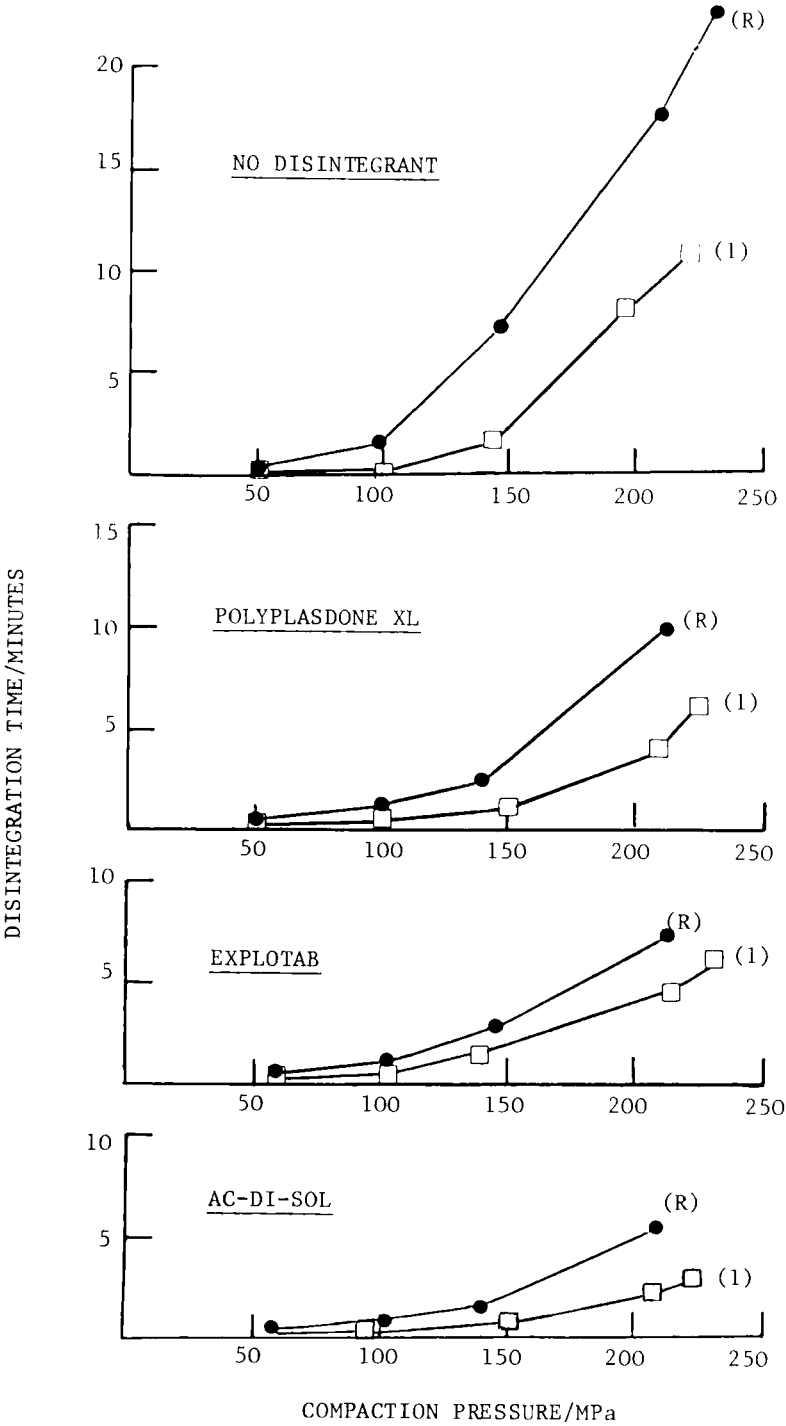 (R)
20
15
NO DISINTEGRANT
10
(1)
5
50 100 150 200 250
15
POLYPLASDONE XL
10
(R)
5
(1)
50 100 150 200 250
DISINTEGRATION TIME/MINUTES
10
(R)
EXPLOTAB
5
(1)
50 100 150 200 250
10
AC-DI-SOL
(R)
5
(1)
50 100 150 200 250
COMPACTION PRESSURE/MPa